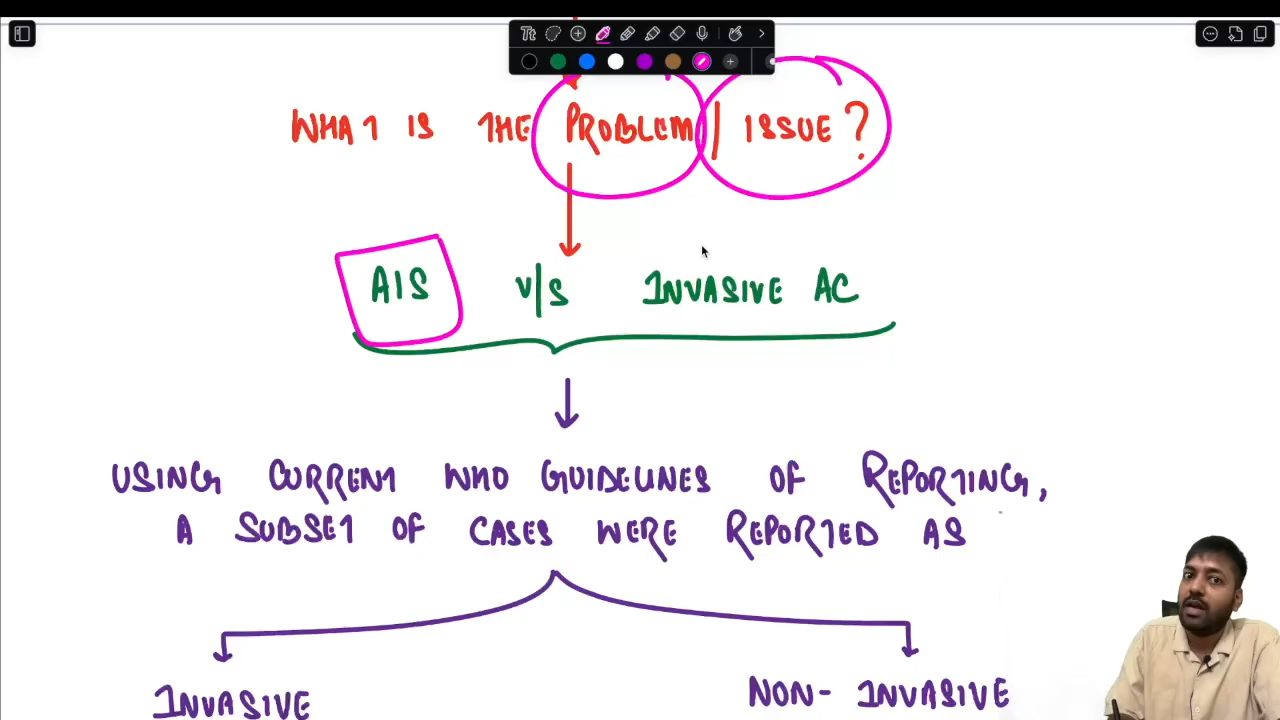 Tt
WHAT IS THE PROBLEM | ISSUE?
AIS V/S INVASIVE AC
USING CURRENT WHO GUIDELINES OF REPORTING,
A SUBSET OF CASES WERE REPORTED AS
INVASIVE NON-INVASIVE